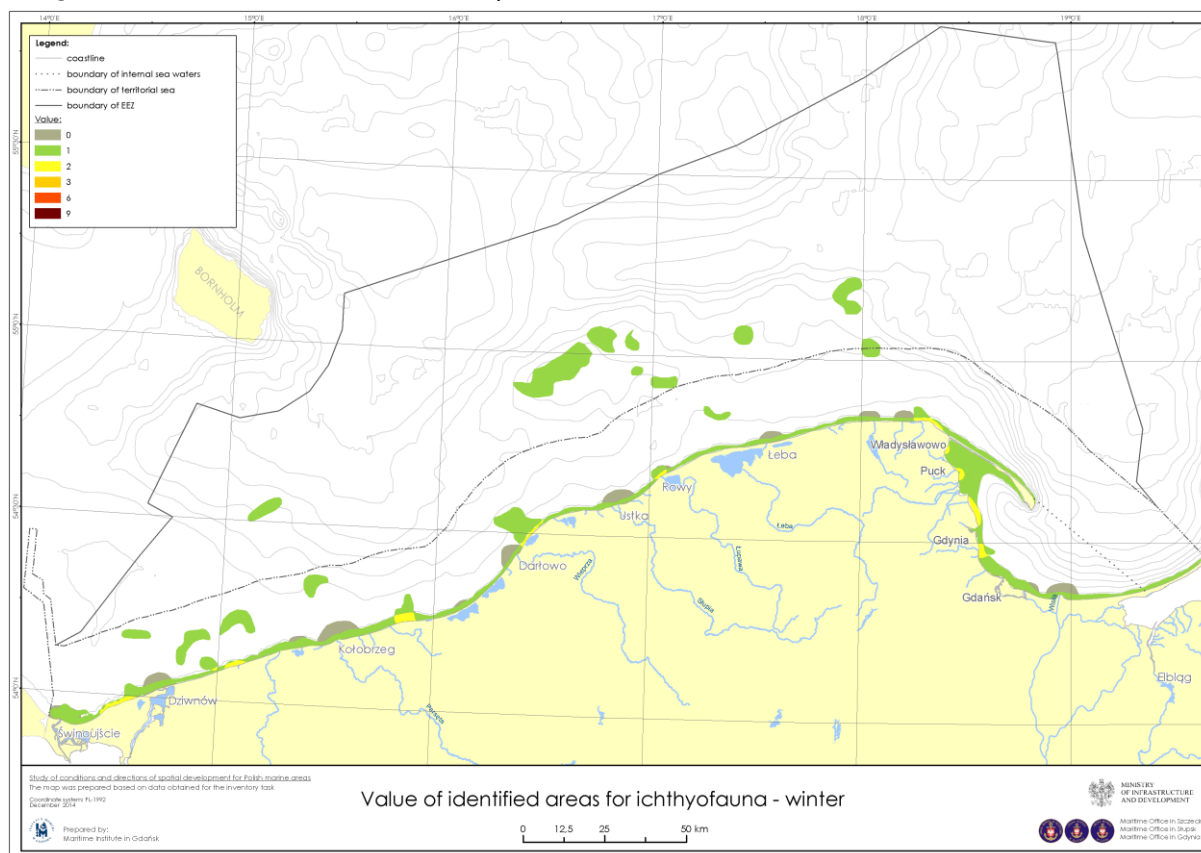 14°0'E 15°0'E 16°0'E 17°0'E 18°0'E 19°0'E
Legend:
coastline
boundary of internal sea waters
boundary of territorial sea
boundary of EEZ
Value:
0
1
2
3
6
9
BORNHOLM
Władysławowo
Puck
Łeba
Rowy
Ustka
Łeba
Gdynia
Darłowo
Wieprza
Łupawa
Słupia
Gdańsk
Wisła
Kołobrzeg
Elbląg
Dziwnów
Parsęta
Świnoujście
Study of conditions and directions of spatial development for Polish marine areas
The map was prepared based on data obtained for the inventory task
Coordinate system: PL-1992
December 2014
Prepared by:
Maritime Institute in Gdańsk
Value of identified areas for ichthyofauna - winter
0 12,5 25 50 km
MINISTRY
OF INFRASTRUCTURE
AND DEVELOPMENT
Maritime Office in Szczecin
Maritime Office in Słupsk
Maritime Office in Gdynia